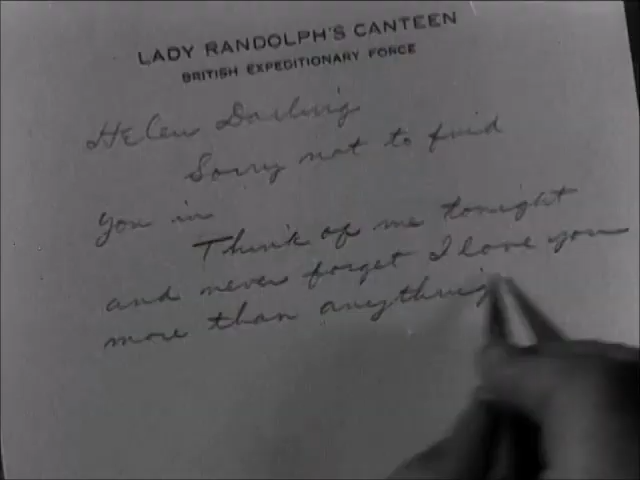 LADY RANDOLPH'S CANTEEN
BRITISH EXPEDITIONARY FORCE
Helen Darling
Sorry not to find
you in
Think of me tonight
and never forget I love you
more than anything